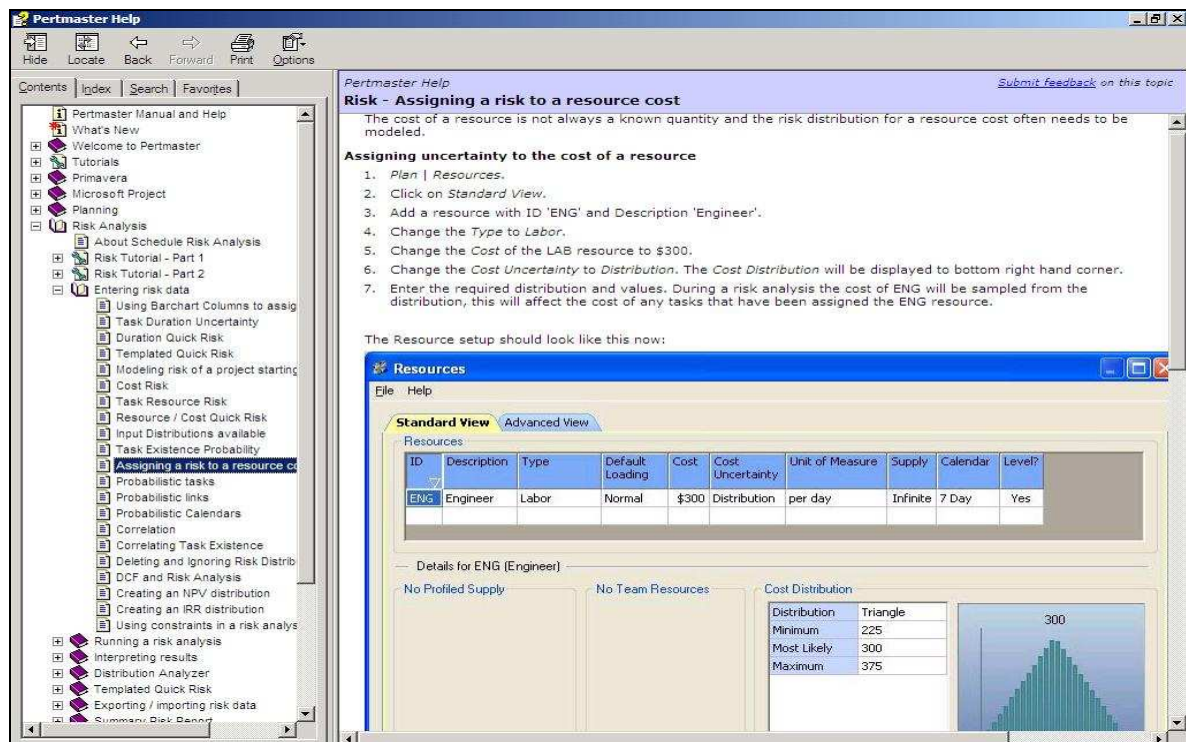 Pertmaster Help
Hide Locate Back Forward Print Options
Contents Index Search Favorites
Pertmaster Manual and Help
What's New
Welcome to Pertmaster
Tutorials
Primavera
Microsoft Project
Planning
Risk Analysis
About Schedule Risk Analysis
Risk Tutorial - Part 1
Risk Tutorial - Part 2
Entering risk data
Using Barchart Columns to assig
Task Duration Uncertainty
Duration Quick Risk
Templated Quick Risk
Modeling risk of a project starting
Cost Risk
Task Resource Risk
Resource / Cost Quick Risk
Input Distributions available
Task Existence Probability
Assigning a risk to a resource co
Probabilistic tasks
Probabilistic links
Probabilistic Calendars
Correlation
Correlating Task Existence
Deleting and Ignoring Risk Distrib
DCF and Risk Analysis
Creating an NPV distribution
Creating an IRR distribution
Using constraints in a risk analys
Running a risk analysis
Interpreting results
Distribution Analyzer
Templated Quick Risk
Exporting / importing risk data
Summary Risk Report
Pertmaster Help
Submit feedback on this topic
Risk - Assigning a risk to a resource cost
The cost of a resource is not always a known quantity and the risk distribution for a resource cost often needs to be
modeled.
Assigning uncertainty to the cost of a resource
1. Plan | Resources.
2. Click on Standard View.
3. Add a resource with ID 'ENG' and Description 'Engineer'.
4. Change the Type to Labor.
5. Change the Cost of the LAB resource to $300.
6. Change the Cost Uncertainty to Distribution. The Cost Distribution will be displayed to bottom right hand corner.
7. Enter the required distribution and values. During a risk analysis the cost of ENG will be sampled from the
distribution, this will affect the cost of any tasks that have been assigned the ENG resource.
The Resource setup should look like this now:
Resources
File Help
Standard View Advanced View
Resources
ID Description Type Default Loading Cost Cost Uncertainty Unit of Measure Supply Calendar Level?
ENG Engineer Labor Normal $300 Distribution per day Infinite 7 Day Yes
Details for ENG (Engineer)
No Profiled Supply No Team Resources Cost Distribution
Distribution Triangle
Minimum 225
Most Likely 300
Maximum 375
300